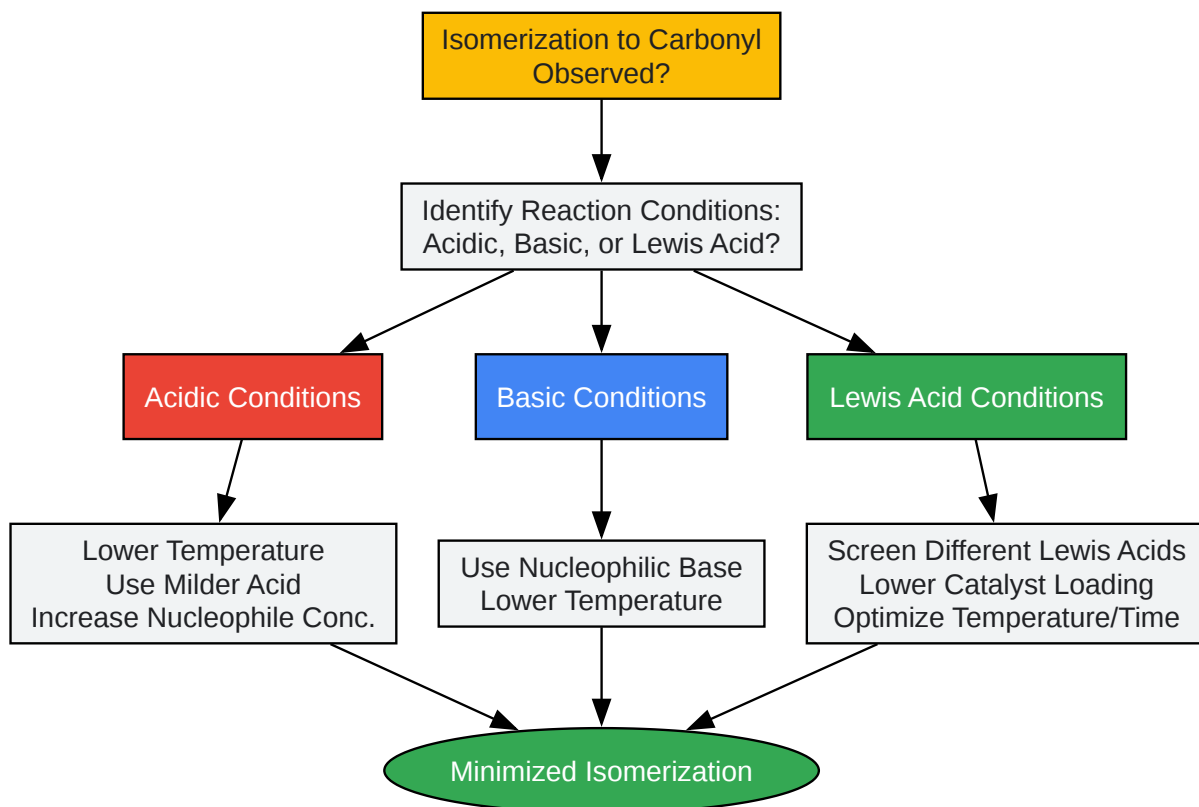 Isomerization to Carbonyl
Observed?
Identify Reaction Conditions:
Acidic, Basic, or Lewis Acid?
Acidic Conditions
Basic Conditions
Lewis Acid Conditions
Lower Temperature
Use Milder Acid
Increase Nucleophile Conc.
Use Nucleophilic Base
Lower Temperature
Screen Different Lewis Acids
Lower Catalyst Loading
Optimize Temperature/Time
Minimized Isomerization